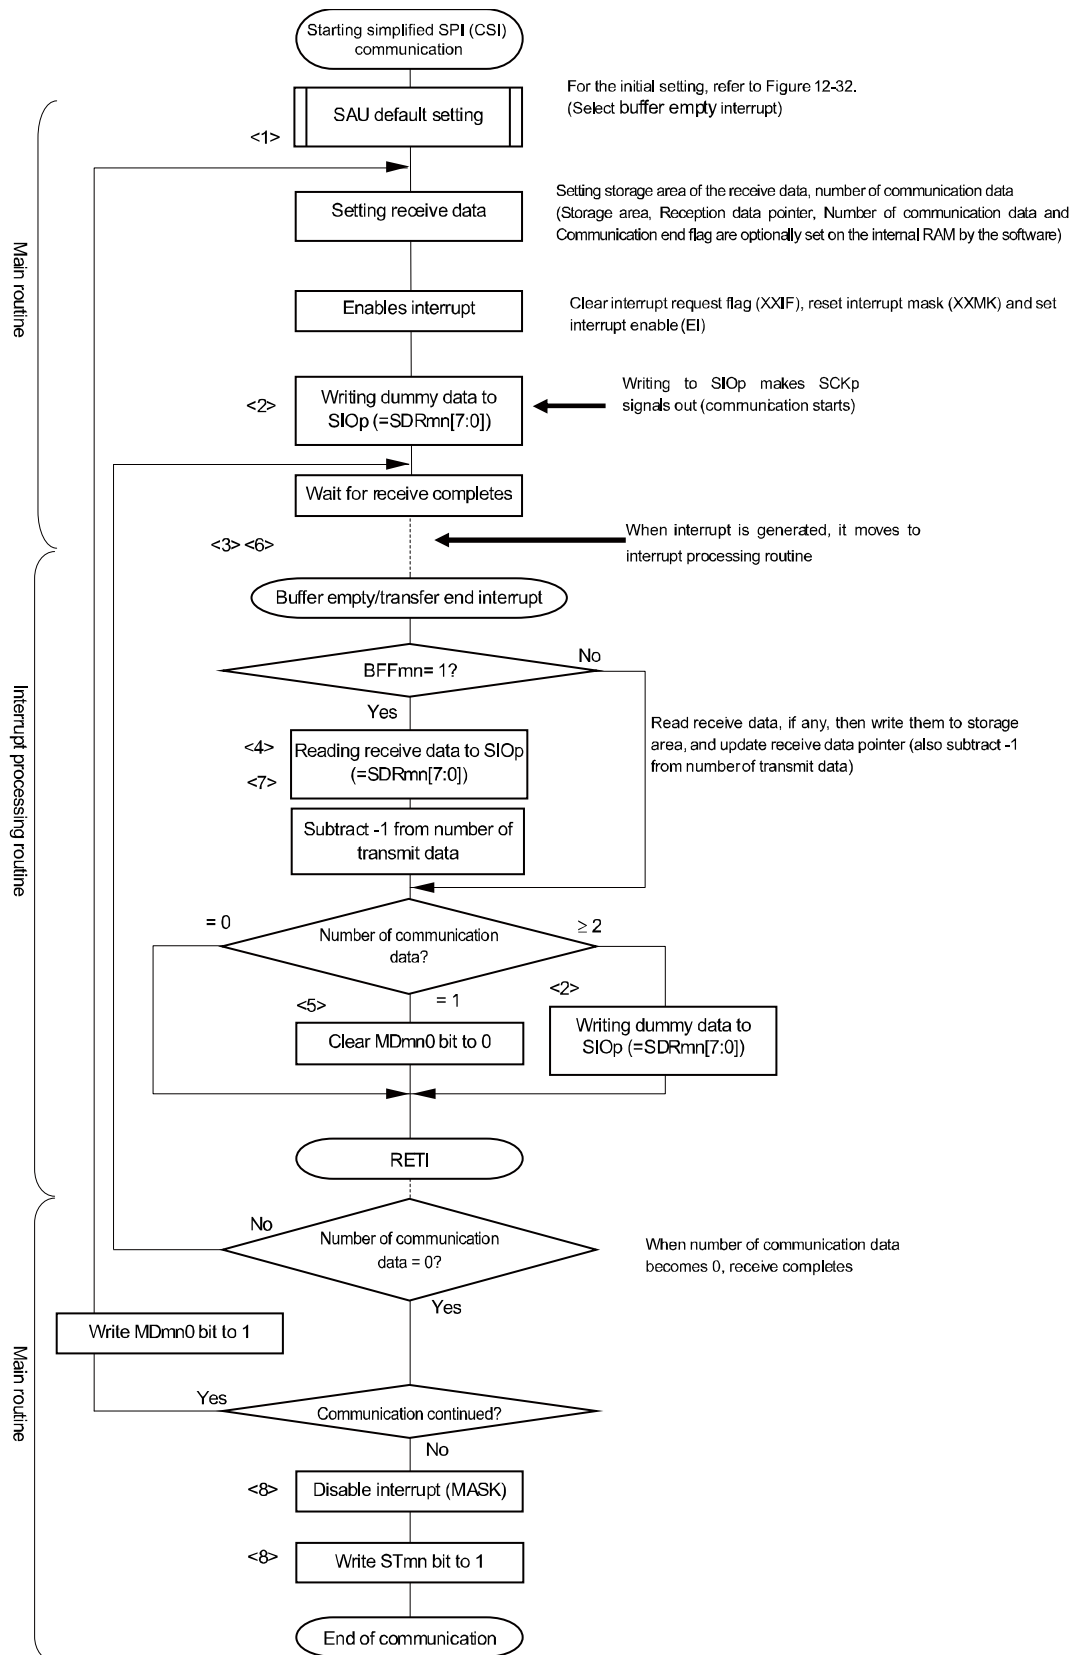 Starting simplified SPI (CSI)
communication
For the initial setting, refer to Figure 12-32.
(Select buffer empty interrupt)
SAU default setting
<1>
Setting storage area of the receive data, number of communication data
(Storage area, Reception data pointer, Number of communication data and
Communication end flag are optionally set on the internal RAM by the software)
Setting receive data
Main routine
Enables interrupt
Clear interrupt request flag (XXIF), reset interrupt mask (XXMK) and set
interrupt enable (EI)
<2>
Writing dummy data to
SIOp (=SDRmn[7:0])
Writing to SIOp makes SCKp
signals out (communication starts)
Wait for receive completes
<3> <6>
When interrupt is generated, it moves to
interrupt processing routine
Buffer empty/transfer end interrupt
BFFmn= 1?
No
Yes
<4>
<7>
Reading receive data to SIOp
(=SDRmn[7:0])
Read receive data, if any, then write them to storage
area, and update receive data pointer (also subtract -1
from number of transmit data)
Interrupt processing routine
Subtract -1 from number of
transmit data
= 0
Number of communication
data?
≥ 2
= 1
<5>
Clear MDmn0 bit to 0
<2>
Writing dummy data to
SIOp (=SDRmn[7:0])
RETI
No
Number of communication
data = 0?
When number of communication data
becomes 0, receive completes
Yes
Write MDmn0 bit to 1
Main routine
Yes
Communication continued?
No
<8>
Disable interrupt (MASK)
<8>
Write STmn bit to 1
End of communication